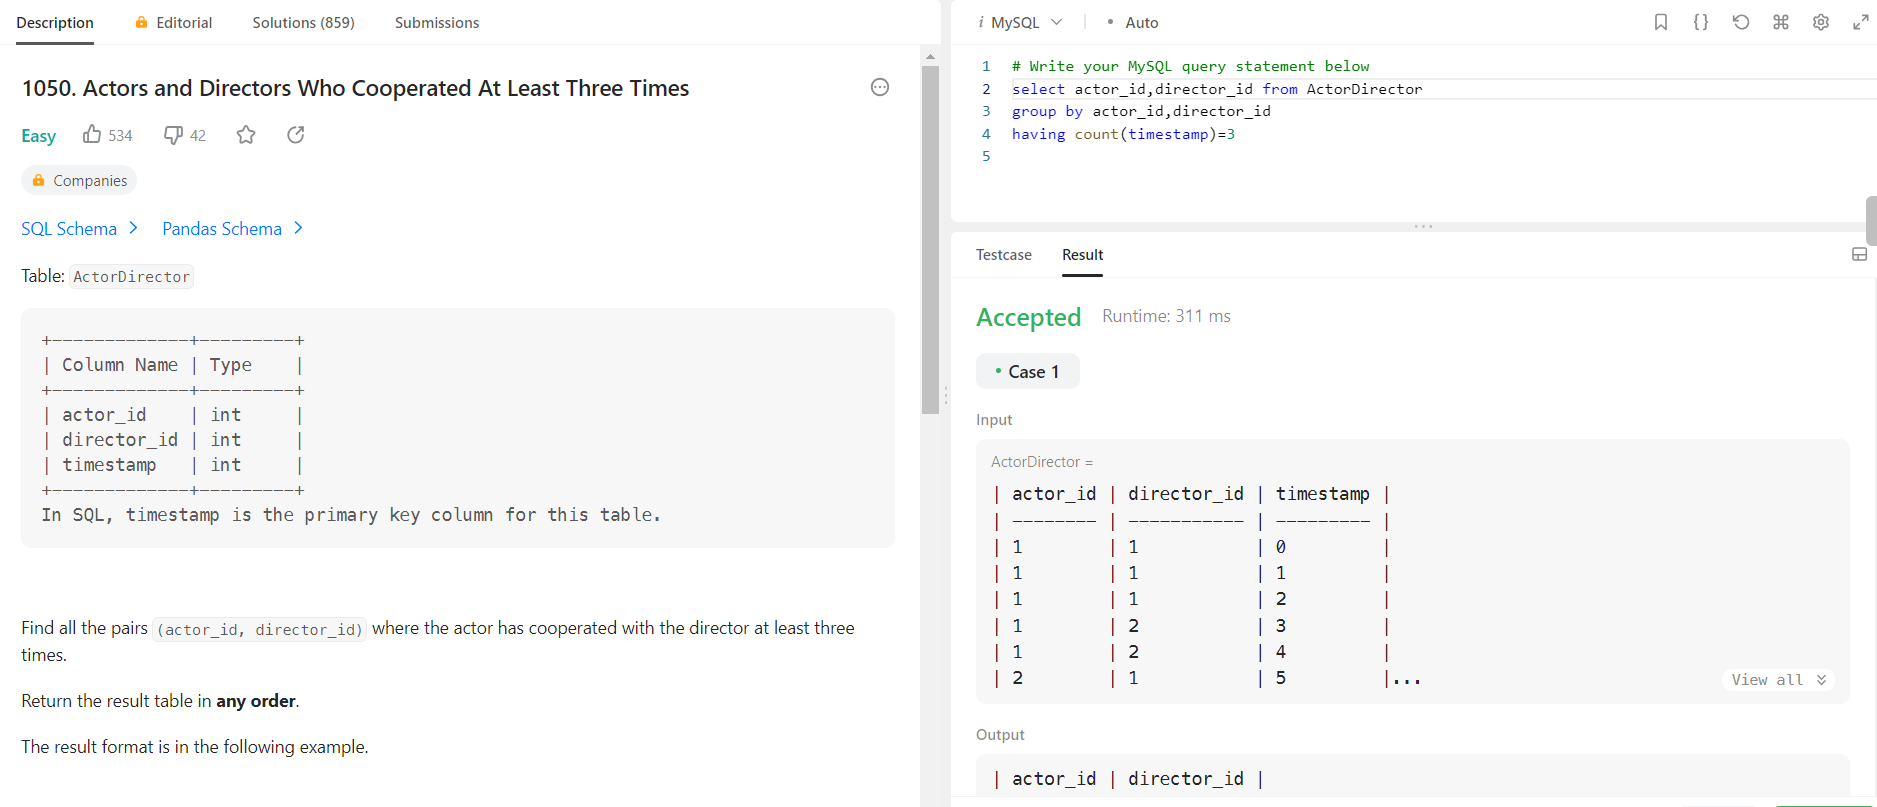 Description
Editorial
Solutions (859)
Submissions
1050. Actors and Directors Who Cooperated At Least Three Times
Easy
534
42
Companies
SQL Schema
Pandas Schema
Table: ActorDirector
+-------------+---------+
| Column Name | Type    |
+-------------+---------+
| actor_id    | int     |
| director_id | int     |
| timestamp   | int     |
+-------------+---------+
In SQL, timestamp is the primary key column for this table.
Find all the pairs (actor_id, director_id) where the actor has cooperated with the director at least three
times.
Return the result table in any order.
The result format is in the following example.
i MySQL
• Auto
{}
1 # Write your MySQL query statement below
2 select actor_id,director_id from ActorDirector
3 group by actor_id,director_id
4 having count(timestamp)=3
5
Testcase
Result
Accepted
Runtime: 311 ms
• Case 1
Input
ActorDirector =
| actor_id | director_id | timestamp |
| -------- | ----------- | --------- |
| 1        | 1           | 0         |
| 1        | 1           | 1         |
| 1        | 1           | 2         |
| 1        | 2           | 3         |
| 1        | 2           | 4         |
| 2        | 1           | 5         |...
View all
Output
| actor_id | director_id |